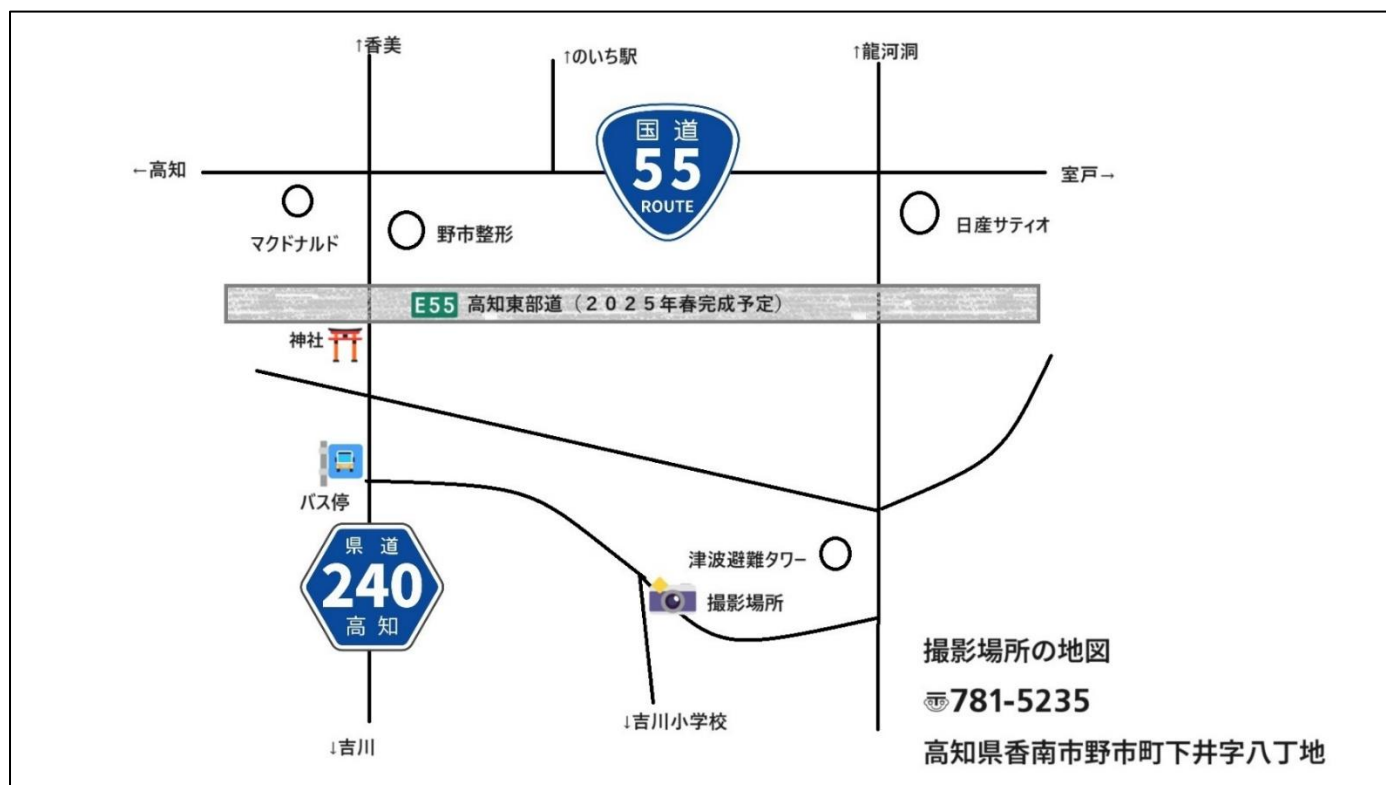 ↑香美
↑のいち駅
↑龍河洞
国道
55
ROUTE
←高知
室戸→
マクドナルド
野市整形
日産サティオ
E55 高知東部道（２０２５年春完成予定）
神社
バス停
県道
240
高知
津波避難タワー
撮影場所
↓吉川小学校
↓吉川
撮影場所の地図
〠781-5235
高知県香南市野市町下井字八丁地